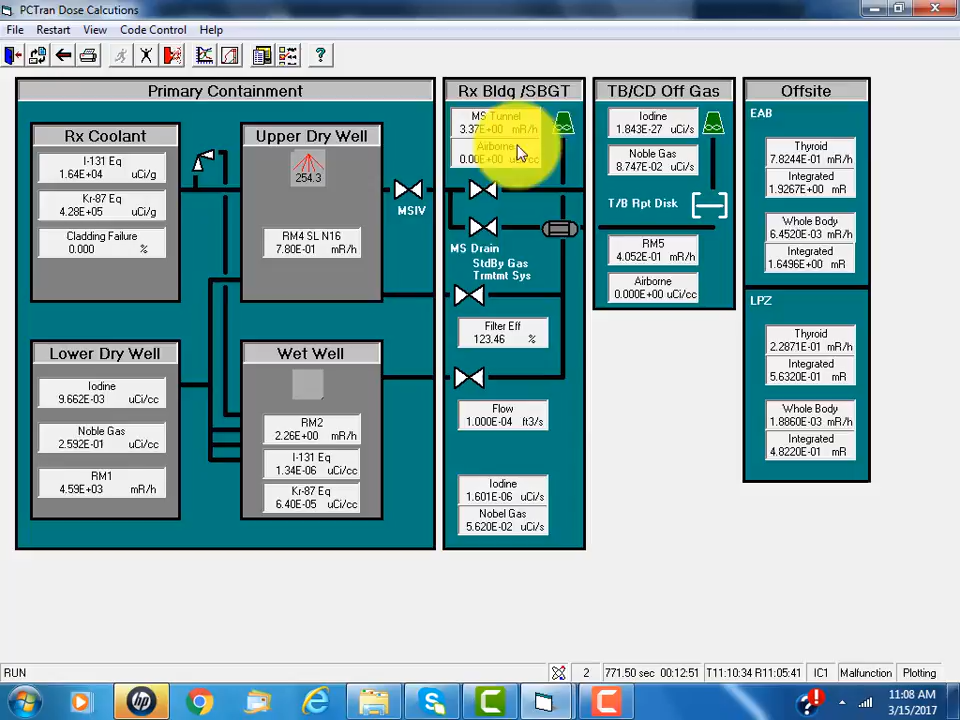 PCTran Dose Calcutions
File Restart View Code Control Help
Primary Containment
Rx Coolant
I-131 Eq
1.64E+04 uCi/g
Kr-87 Eq
4.28E+05 uCi/g
Cladding Failure
0.000 %
Upper Dry Well
254.3
RM4 SL N16
7.80E-01 mR/h
MSIV
Lower Dry Well
Iodine
9.662E-03 uCi/cc
Noble Gas
2.592E-01 uCi/cc
RM1
4.59E+03 mR/h
Wet Well
RM2
2.26E+00 mR/h
I-131 Eq
1.34E-06 uCi/cc
Kr-87 Eq
6.40E-05 uCi/cc
Rx Bldg /SBGT
MS Tunnel
3.37E+00 mR/h
Airborne
0.00E+00 uCi/cc
MS Drain
StdBy Gas
Trmtmt Sys
Filter Eff
123.46 %
Flow
1.000E-04 ft3/s
Iodine
1.601E-06 uCi/s
Nobel Gas
5.620E-02 uCi/s
TB/CD Off Gas
Iodine
1.843E-27 uCi/s
Noble Gas
8.747E-02 uCi/s
T/B Rpt Disk
RM5
4.052E-01 mR/h
Airborne
0.000E+00 uCi/cc
Offsite
EAB
Thyroid
7.8244E-01 mR/h
Integrated
1.9267E+00 mR
Whole Body
6.4520E-03 mR/h
Integrated
1.6496E+00 mR
LPZ
Thyroid
2.2871E-01 mR/h
Integrated
5.6320E-01 mR
Whole Body
1.8860E-03 mR/h
Integrated
4.8220E-01 mR
RUN 2 771.50 sec 00:12:51 T11:10:34 R11:05:41 IC1 Malfunction Plotting
11:08 AM
3/15/2017